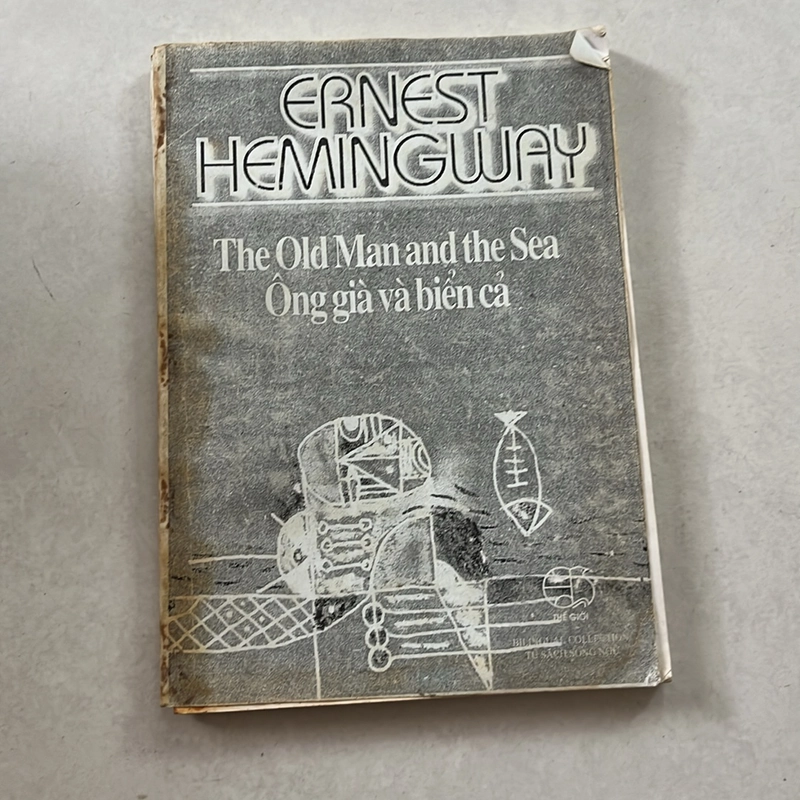 ERNEST
HEMINGWAY
The Old Man and the Sea
Ông già và biển cả
THẾ GIỚI
BILINGUAL COLLECTION
TỦ SÁCH SONG NGỮ